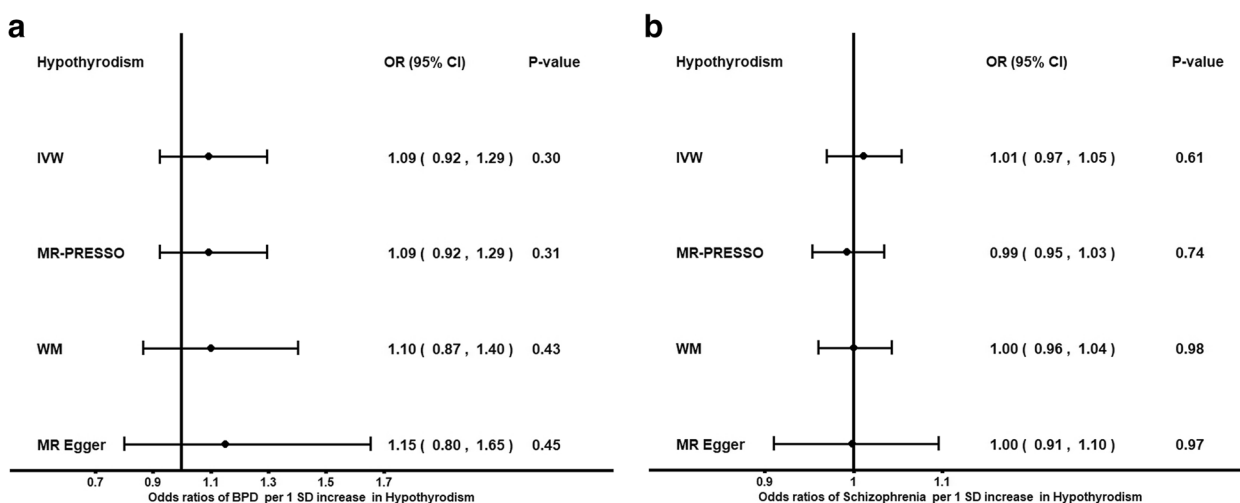 a
Hypothyrodism OR (95% CI) P-value
IVW 1.09 ( 0.92 , 1.29) 0.30
MR-PRESSO 1.09 ( 0.92 , 1.29 ) 0.31
WM 1.10 ( 0.87 , 1.40) 0.43
MR Egger 1.15 ( 0.80 , 1.65) 0.45
0.7 0.9 1.1 1.3 1.5 1.7
Odds ratios of BPD per 1 SD increase in Hypothyrodism
b
Hypothyrodism OR (95% CI) P-value
IVW 1.01 ( 0.97 , 1.05) 0.61
MR-PRESSO 0.99 ( 0.95 , 1.03) 0.74
WM 1.00 ( 0.96 , 1.04 ) 0.98
MR Egger 1.00 ( 0.91 , 1.10 ) 0.97
0.9 1 1.1
Odds ratios of Schizophrenia per 1 SD increase in Hypothyrodism